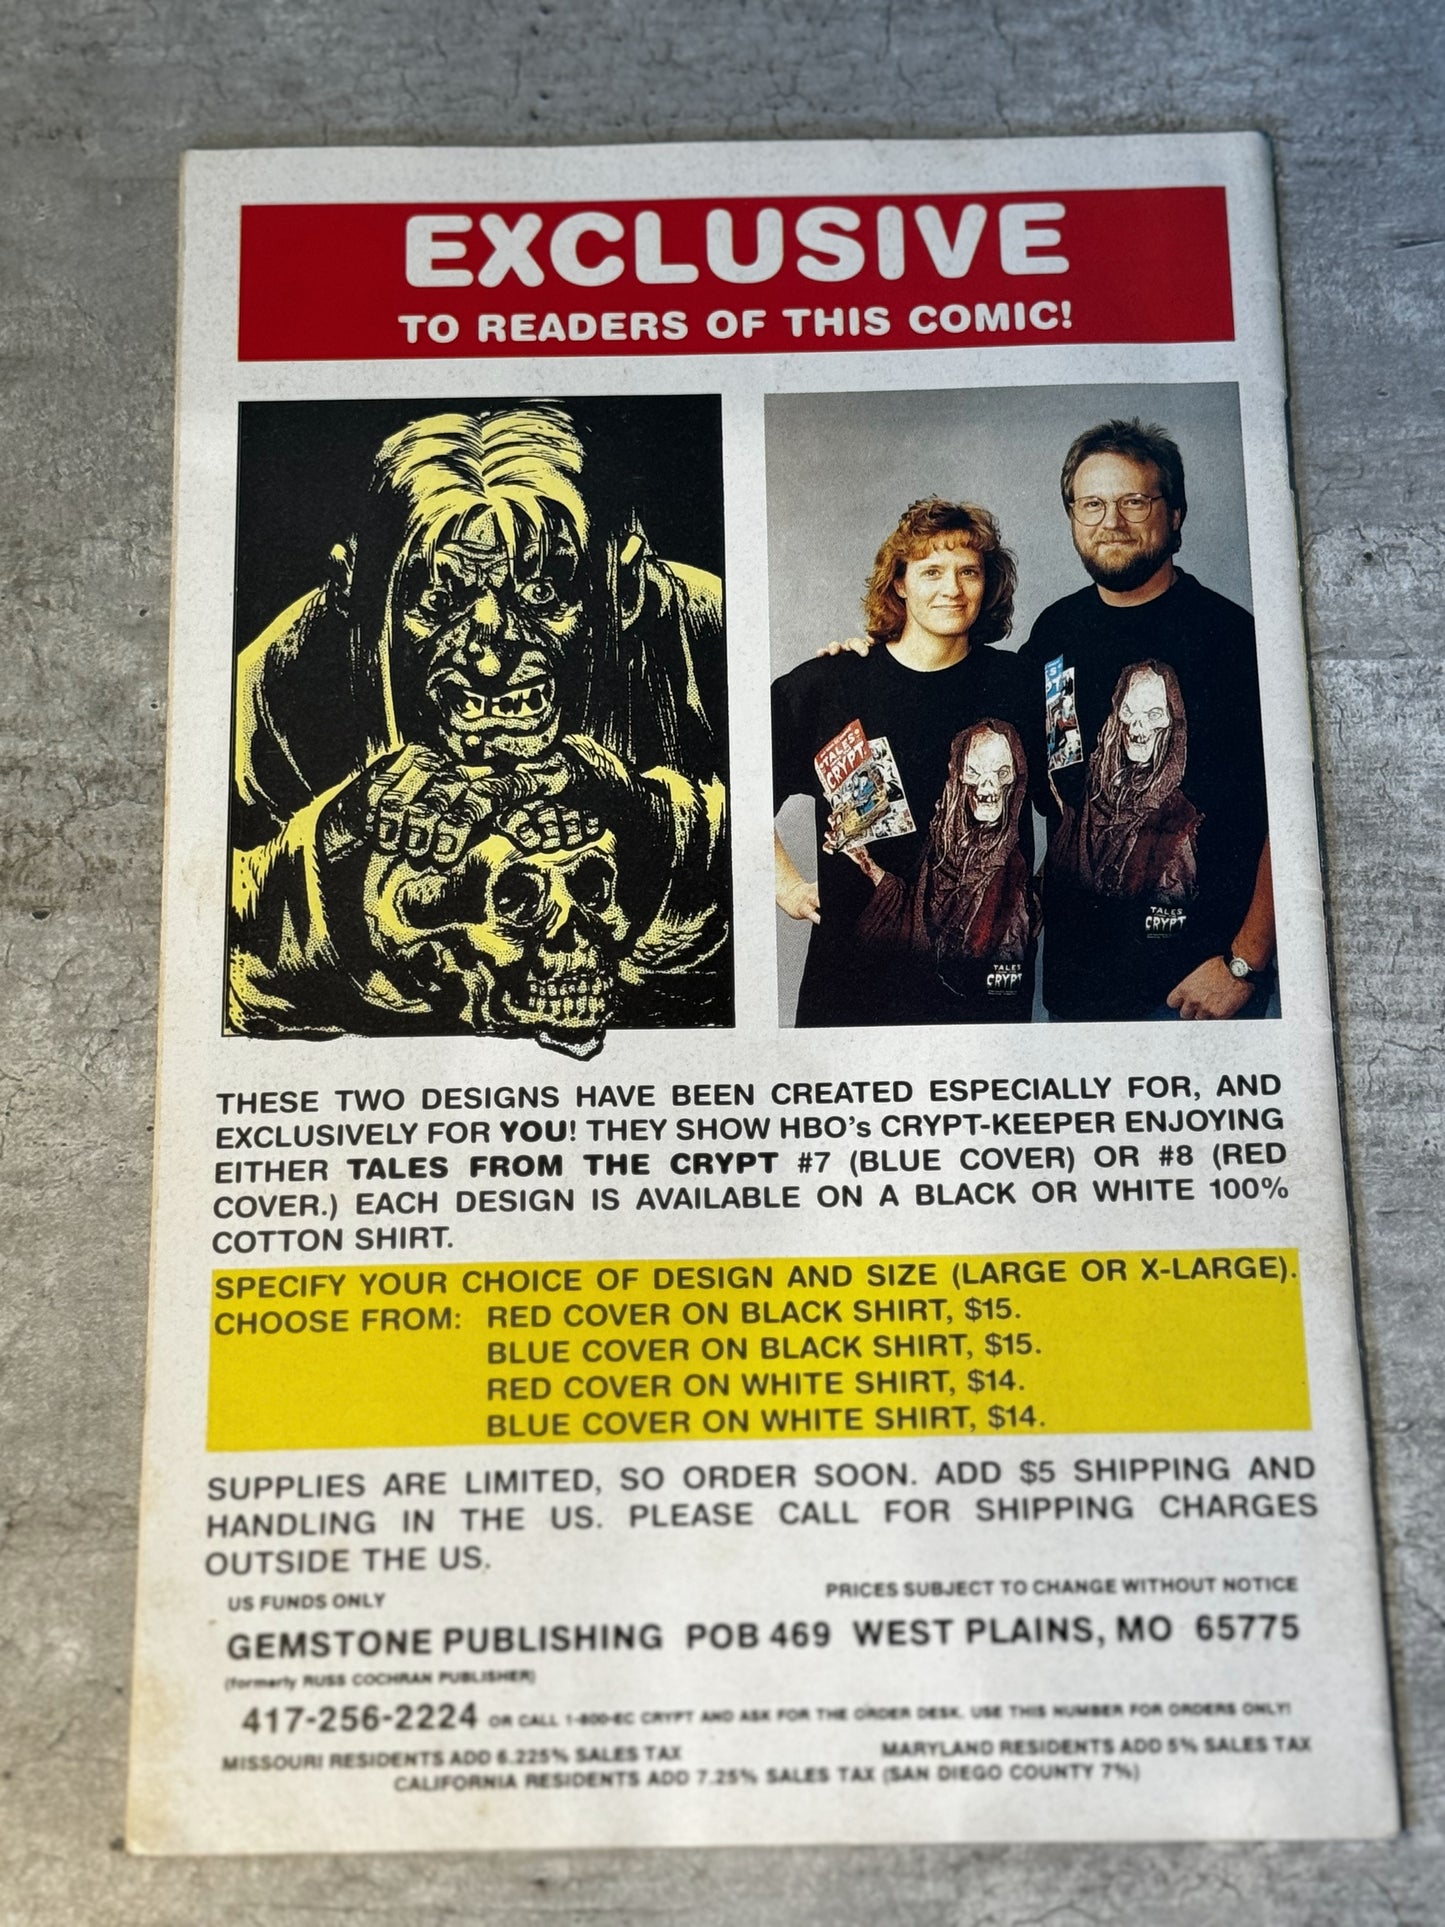 EXCLUSIVE
TO READERS OF THIS COMIC!
TALES
CRYPT
TALES
CRYPT
TALES
CRYPT
THESE TWO DESIGNS HAVE BEEN CREATED ESPECIALLY FOR, AND
EXCLUSIVELY FOR YOU! THEY SHOW HBO's CRYPT-KEEPER ENJOYING
EITHER TALES FROM THE CRYPT #7 (BLUE COVER) OR #8 (RED
COVER.) EACH DESIGN IS AVAILABLE ON A BLACK OR WHITE 100%
COTTON SHIRT.
SPECIFY YOUR CHOICE OF DESIGN AND SIZE (LARGE OR X-LARGE).
CHOOSE FROM: RED COVER ON BLACK SHIRT, $15.
BLUE COVER ON BLACK SHIRT, $15.
RED COVER ON WHITE SHIRT, $14.
BLUE COVER ON WHITE SHIRT, $14.
SUPPLIES ARE LIMITED, SO ORDER SOON. ADD $5 SHIPPING AND
HANDLING IN THE US. PLEASE CALL FOR SHIPPING CHARGES
OUTSIDE THE US.
US FUNDS ONLY PRICES SUBJECT TO CHANGE WITHOUT NOTICE
GEMSTONE PUBLISHING POB 469 WEST PLAINS, MO 65775
(formerly RUSS COCHRAN PUBLISHER)
417-256-2224 OR CALL 1-800-EC CRYPT AND ASK FOR THE ORDER DESK. USE THIS NUMBER FOR ORDERS ONLY!
MISSOURI RESIDENTS ADD 6.225% SALES TAX MARYLAND RESIDENTS ADD 5% SALES TAX
CALIFORNIA RESIDENTS ADD 7.25% SALES TAX (SAN DIEGO COUNTY 7%)